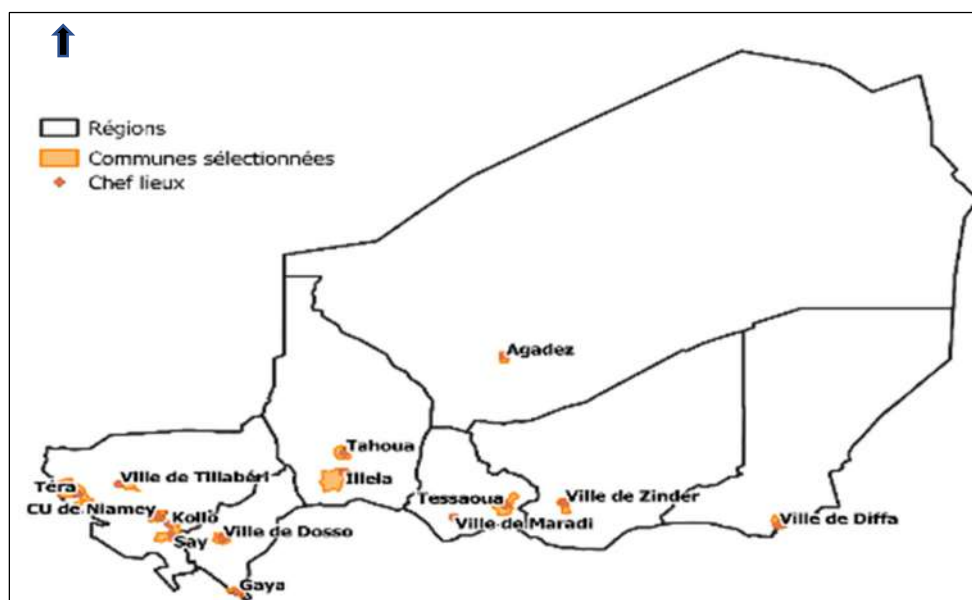 Régions
Communes sélectionnées
Chef lieux
Agadez
Tahoua
Illela
Ville de Tillabéri
Téra
CU de Niamey
Kollo
Say
Ville de Dosso
Gaya
Tessaoua
Ville de Maradi
Ville de Zinder
Ville de Diffa